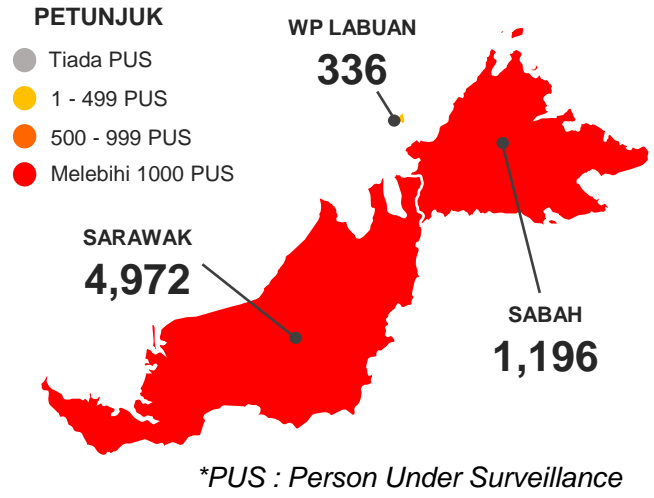 PETUNJUK
Tiada PUS
1 - 499 PUS
500 - 999 PUS
Melebihi 1000 PUS
WP LABUAN
336
SARAWAK
4,972
SABAH
1,196
*PUS : Person Under Surveillance